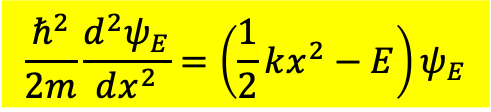 ħ²/2m d²ψ_E/dx² = (1/2 kx² − E) ψ_E